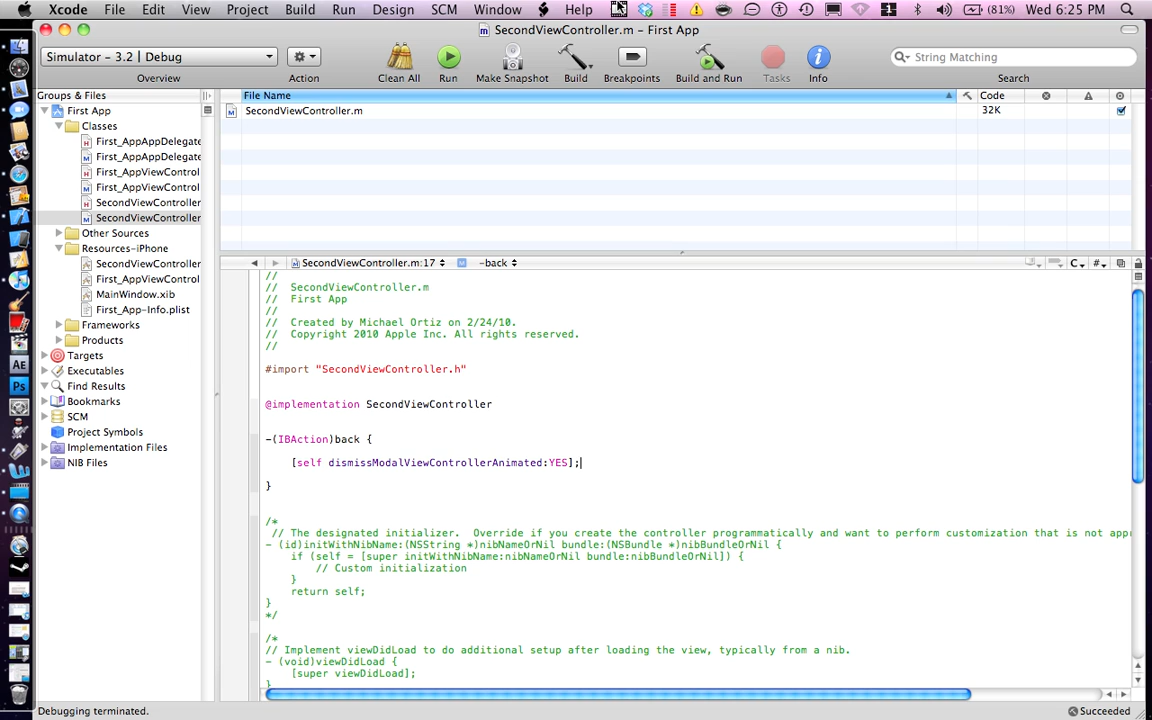 Xcode File Edit View Project Build Run Design SCM Window Help (81%) Wed 6:25 PM
SecondViewController.m – First App
Simulator – 3.2 | Debug
String Matching
Overview Action Clean All Run Make Snapshot Build Breakpoints Build and Run Tasks Info Search
Groups & Files
File Name Code
First App
SecondViewController.m 32K
Classes
First_AppAppDelegate
First_AppAppDelegate
First_AppViewControl
First_AppViewControl
SecondViewController
SecondViewController
Other Sources
Resources-iPhone
SecondViewController
First_AppViewControl
MainWindow.xib
First_App-Info.plist
Frameworks
Products
Targets
Executables
Find Results
Bookmarks
SCM
Project Symbols
Implementation Files
NIB Files
AE
Ps
SecondViewController.m:17 -back C #
//
// SecondViewController.m
// First App
//
// Created by Michael Ortiz on 2/24/10.
// Copyright 2010 Apple Inc. All rights reserved.
//
#import "SecondViewController.h"
@implementation SecondViewController
-(IBAction)back {
[self dismissModalViewControllerAnimated:YES];
}
/*
// The designated initializer. Override if you create the controller programmatically and want to perform customization that is not appr
- (id)initWithNibName:(NSString *)nibNameOrNil bundle:(NSBundle *)nibBundleOrNil {
if (self = [super initWithNibName:nibNameOrNil bundle:nibBundleOrNil]) {
// Custom initialization
}
return self;
}
*/
/*
// Implement viewDidLoad to do additional setup after loading the view, typically from a nib.
- (void)viewDidLoad {
[super viewDidLoad];
}
Debugging terminated. Succeeded